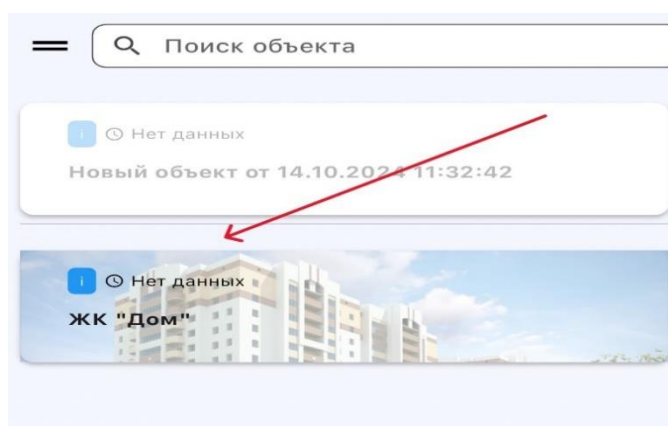 Поиск объекта
i Нет данных
Новый объект от 14.10.2024 11:32:42
i Нет данных
ЖК "Дом"